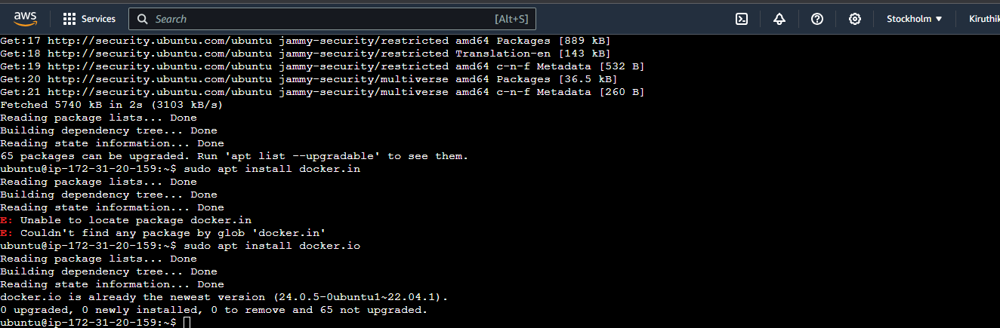 aws Services Search [Alt+S] Stockholm Kiruthik
Get:17 http://security.ubuntu.com/ubuntu jammy-security/restricted amd64 Packages [889 kB]
Get:18 http://security.ubuntu.com/ubuntu jammy-security/restricted Translation-en [143 kB]
Get:19 http://security.ubuntu.com/ubuntu jammy-security/restricted amd64 c-n-f Metadata [532 B]
Get:20 http://security.ubuntu.com/ubuntu jammy-security/multiverse amd64 Packages [36.5 kB]
Get:21 http://security.ubuntu.com/ubuntu jammy-security/multiverse amd64 c-n-f Metadata [260 B]
Fetched 5740 kB in 2s (3103 kB/s)
Reading package lists... Done
Building dependency tree... Done
Reading state information... Done
65 packages can be upgraded. Run 'apt list --upgradable' to see them.
ubuntu@ip-172-31-20-159:~$ sudo apt install docker.in
Reading package lists... Done
Building dependency tree... Done
Reading state information... Done
E: Unable to locate package docker.in
E: Couldn't find any package by glob 'docker.in'
ubuntu@ip-172-31-20-159:~$ sudo apt install docker.io
Reading package lists... Done
Building dependency tree... Done
Reading state information... Done
docker.io is already the newest version (24.0.5-0ubuntu1~22.04.1).
0 upgraded, 0 newly installed, 0 to remove and 65 not upgraded.
ubuntu@ip-172-31-20-159:~$